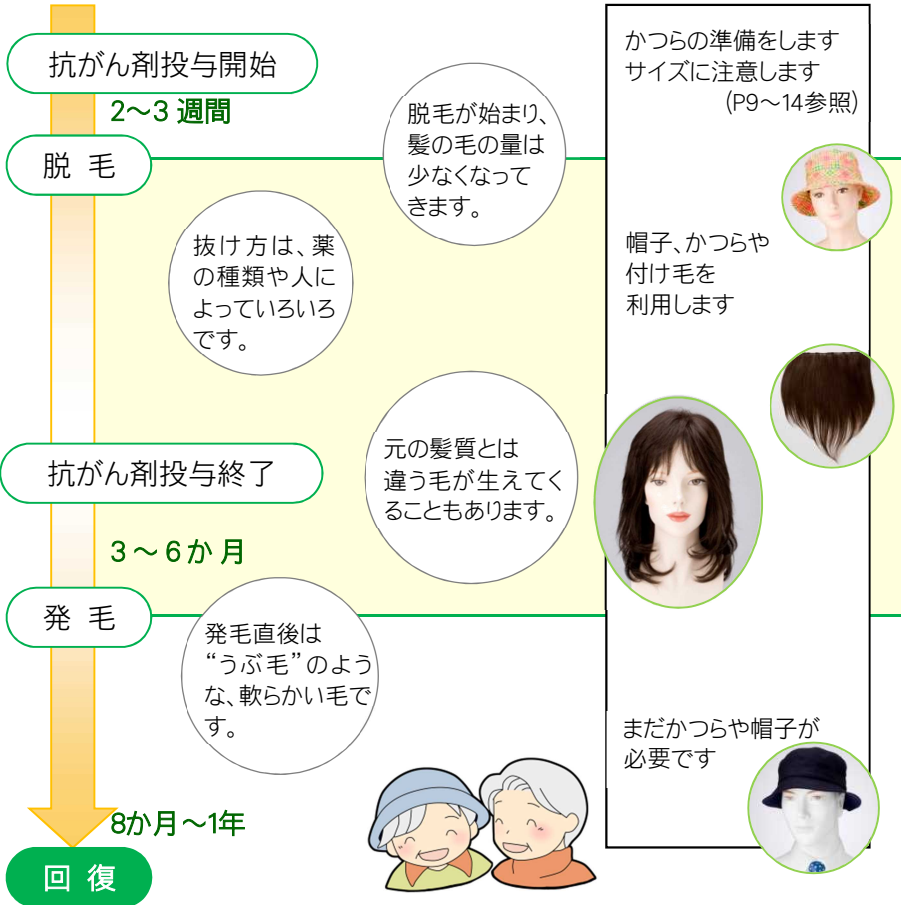 抗がん剤投与開始
2～3 週間
脱 毛
脱毛が始まり、
髪の毛の量は
少なくなって
きます。
抜け方は、薬
の種類や人に
よっていろいろ
です。
抗がん剤投与終了
元の髪質とは
違う毛が生えてく
ることもあります。
3～6か月
発 毛
発毛直後は
“うぶ毛”のよう
な、軟らかい毛で
す。
8か月～1年
回 復
かつらの準備をします
サイズに注意します
(P9～14参照)
帽子、かつらや
付け毛を
利用します
まだかつらや帽子が
必要です